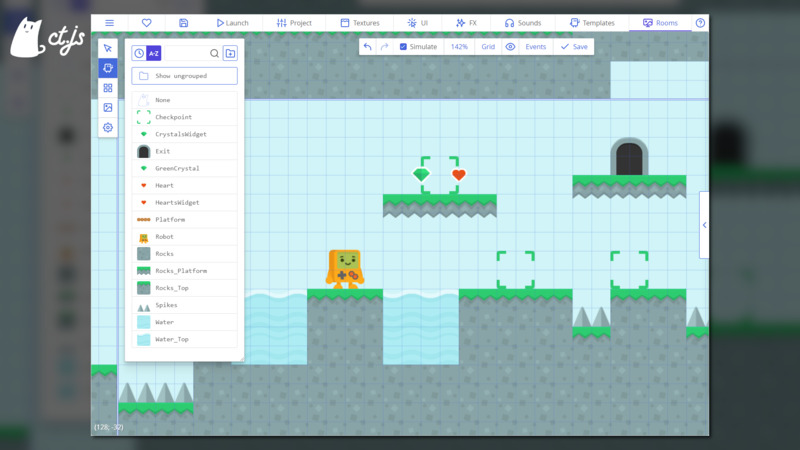 ct.js
Launch
Project
Textures
UI
FX
Sounds
Templates
Rooms
A-Z
Simulate
142%
Grid
Events
Save
Show ungrouped
None
Checkpoint
CrystalsWidget
Exit
GreenCrystal
Heart
HeartsWidget
Platform
Robot
Rocks
Rocks_Platform
Rocks_Top
Spikes
Water
Water_Top
(128; -32)